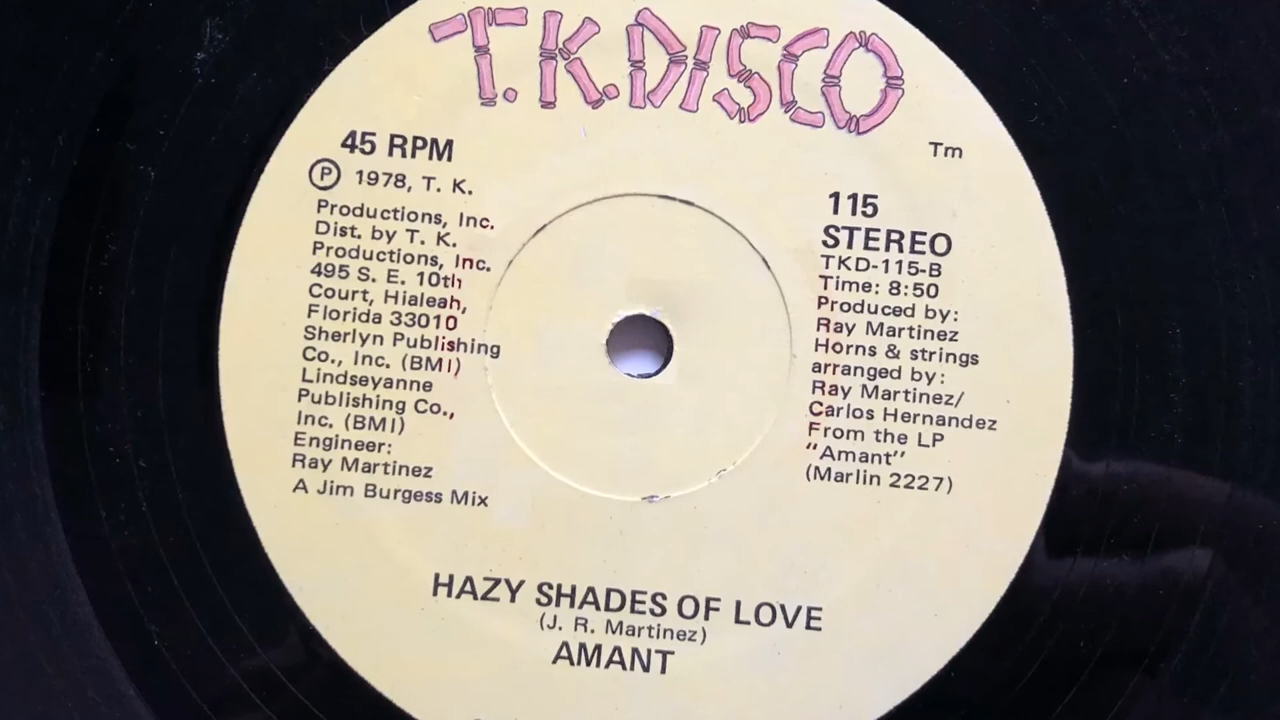 T.K.DISCO
Tm
45 RPM
Ⓟ 1978, T. K.
Productions, Inc.
Dist. by T. K.
Productions, Inc.
495 S. E. 10th
Court, Hialeah,
Florida 33010
Sherlyn Publishing
Co., Inc. (BMI)
Lindseyanne
Publishing Co.,
Inc. (BMI)
Engineer:
Ray Martinez
A Jim Burgess Mix
115
STEREO
TKD-115-B
Time: 8:50
Produced by:
Ray Martinez
Horns & strings
arranged by:
Ray Martinez/
Carlos Hernandez
From the LP
"Amant"
(Marlin 2227)
HAZY SHADES OF LOVE
(J. R. Martinez)
AMANT